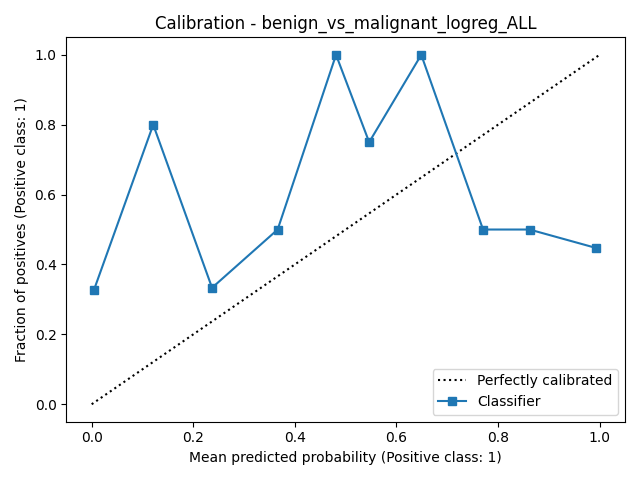 Calibration - benign_vs_malignant_logreg_ALL
Fraction of positives (Positive class: 1)
1.0
0.8
0.6
0.4
0.2
0.0
0.0 0.2 0.4 0.6 0.8 1.0
Mean predicted probability (Positive class: 1)
Perfectly calibrated
Classifier